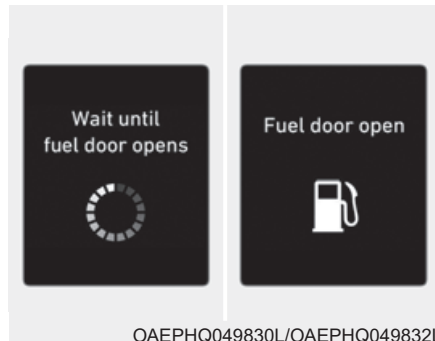 Wait until
fuel door opens
Fuel door open
OAEPHQ049830L/OAEPHQ049832L